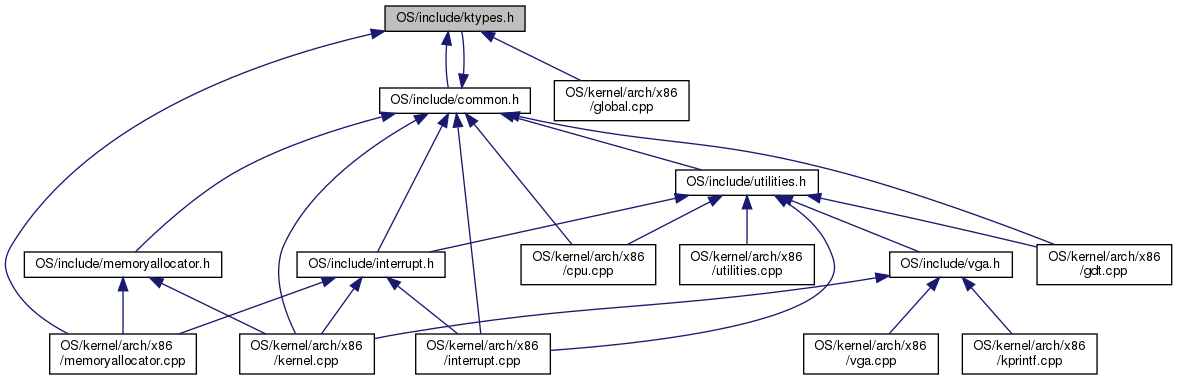 OS/include/ktypes.h
OS/include/common.h
OS/kernel/arch/x86
/global.cpp
OS/include/utilities.h
OS/include/memoryallocator.h
OS/include/interrupt.h
OS/kernel/arch/x86
/cpu.cpp
OS/kernel/arch/x86
/utilities.cpp
OS/include/vga.h
OS/kernel/arch/x86
/gdt.cpp
OS/kernel/arch/x86
/memoryallocator.cpp
OS/kernel/arch/x86
/kernel.cpp
OS/kernel/arch/x86
/interrupt.cpp
OS/kernel/arch/x86
/vga.cpp
OS/kernel/arch/x86
/kprintf.cpp